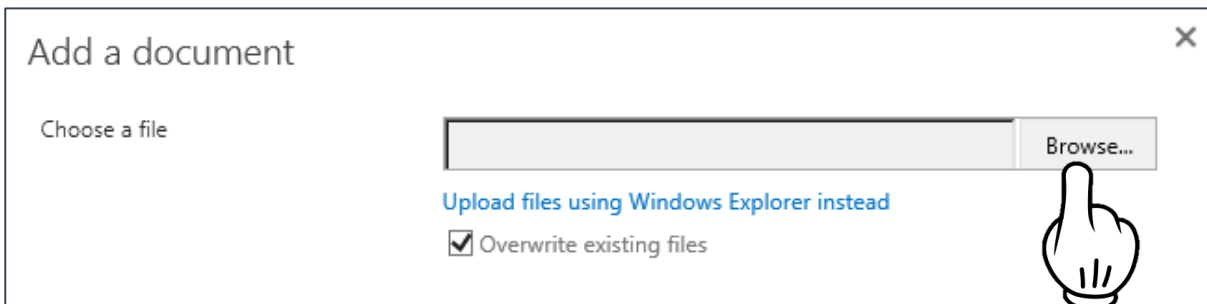 Add a document
Choose a file
Browse...
Upload files using Windows Explorer instead
Overwrite existing files